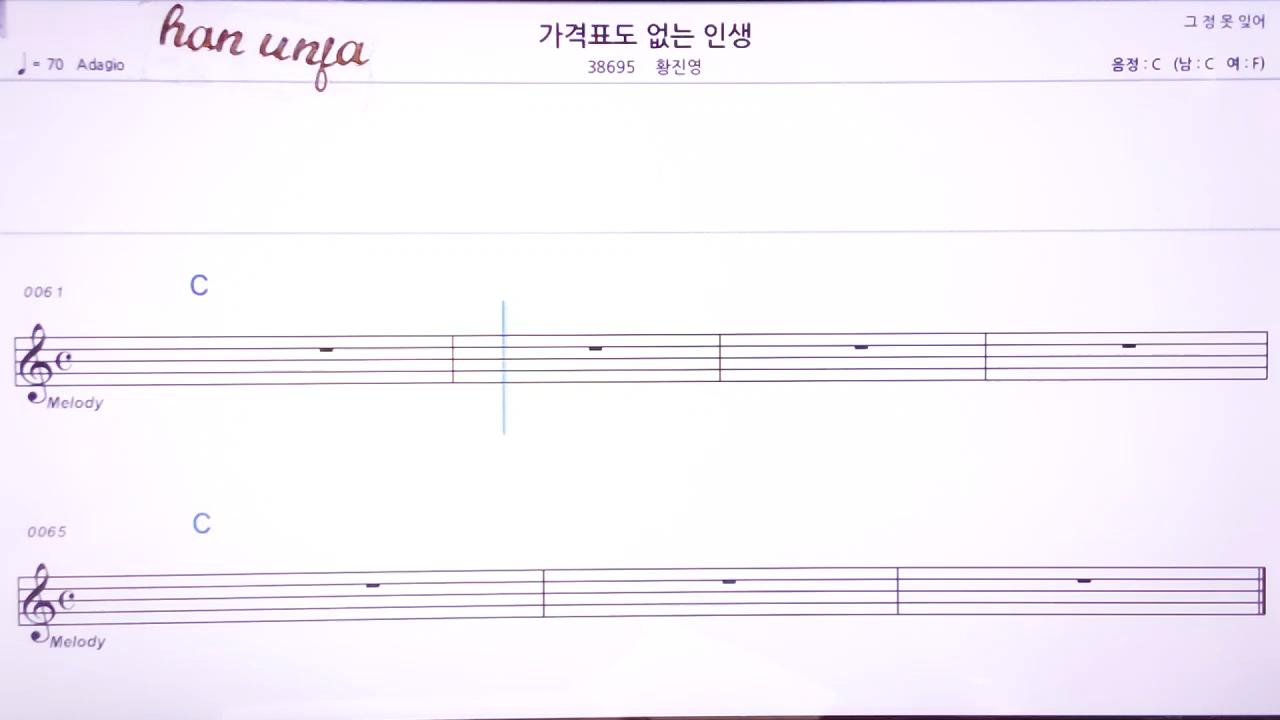 han unfa
가격표도 없는 인생
그 정 못 잊어
♩ = 70 Adagio
38695 황진영
음정 : C (남 : C 여 : F)
0061
C
Melody
0065
C
Melody